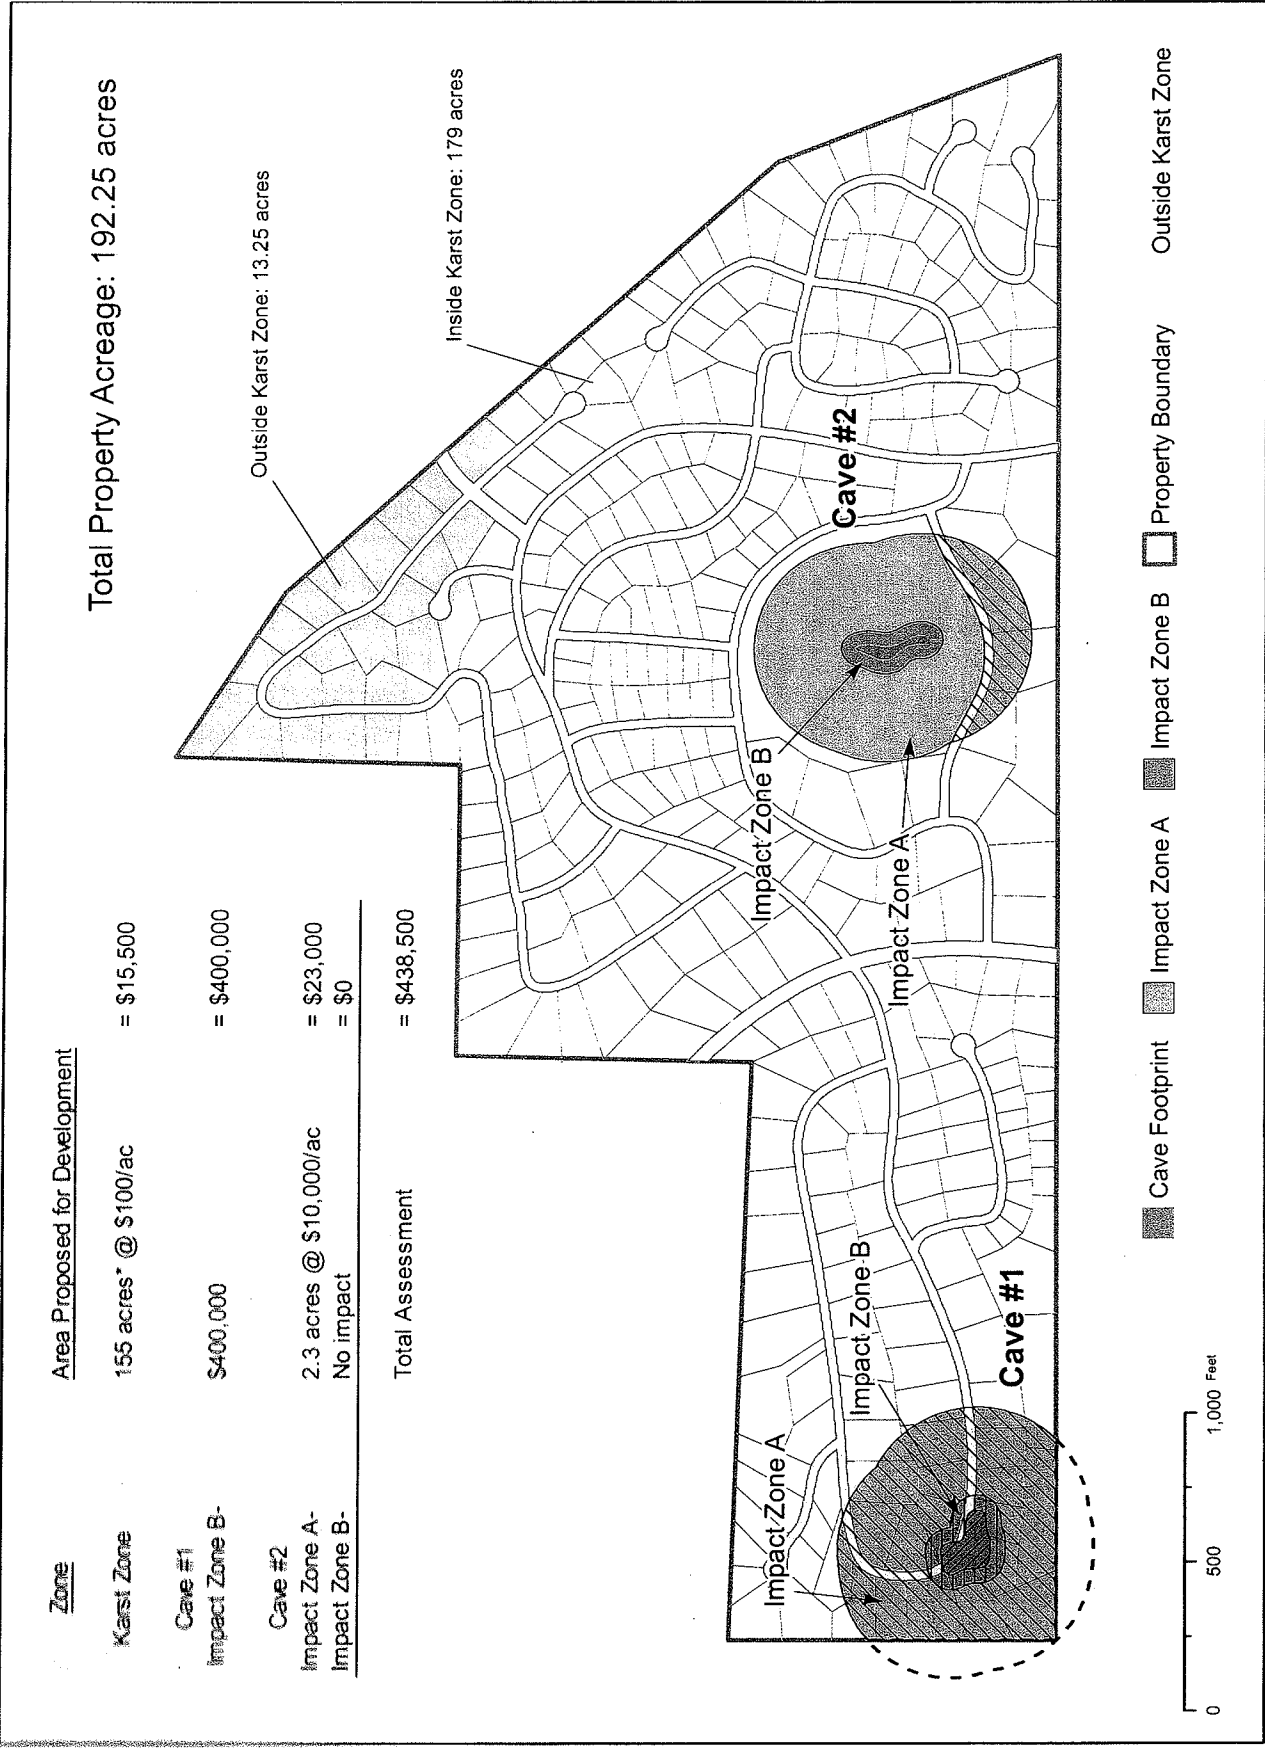 Total Property Acreage: 192.25 acres
Zone Area Proposed for Development
Karst Zone 155 acres* @ $100/ac = $15,500
Cave #1
Impact Zone B- $400,000 = $400,000
Cave #2
Impact Zone A- 2.3 acres @ $10,000/ac = $23,000
Impact Zone B- No impact = $0
Total Assessment = $438,500
Outside Karst Zone: 13.25 acres
Inside Karst Zone: 179 acres
Impact Zone A
Impact Zone B
Cave #1
Impact Zone B
Impact Zone A
Cave #2
0 500 1,000 Feet
Cave Footprint Impact Zone A Impact Zone B Property Boundary Outside Karst Zone